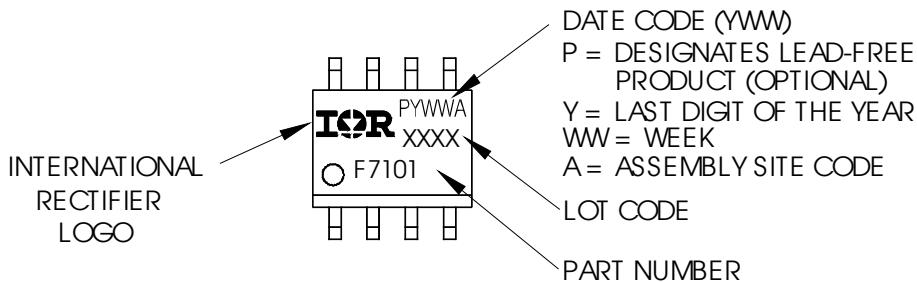 DATE CODE (YWW)
P = DESIGNATES LEAD-FREE
PRODUCT (OPTIONAL)
Y = LAST DIGIT OF THE YEAR
WW = WEEK
A = ASSEMBLY SITE CODE
LOT CODE
PART NUMBER
INTERNATIONAL
RECTIFIER
LOGO
IOR
PYWWA
XXXX
F7101